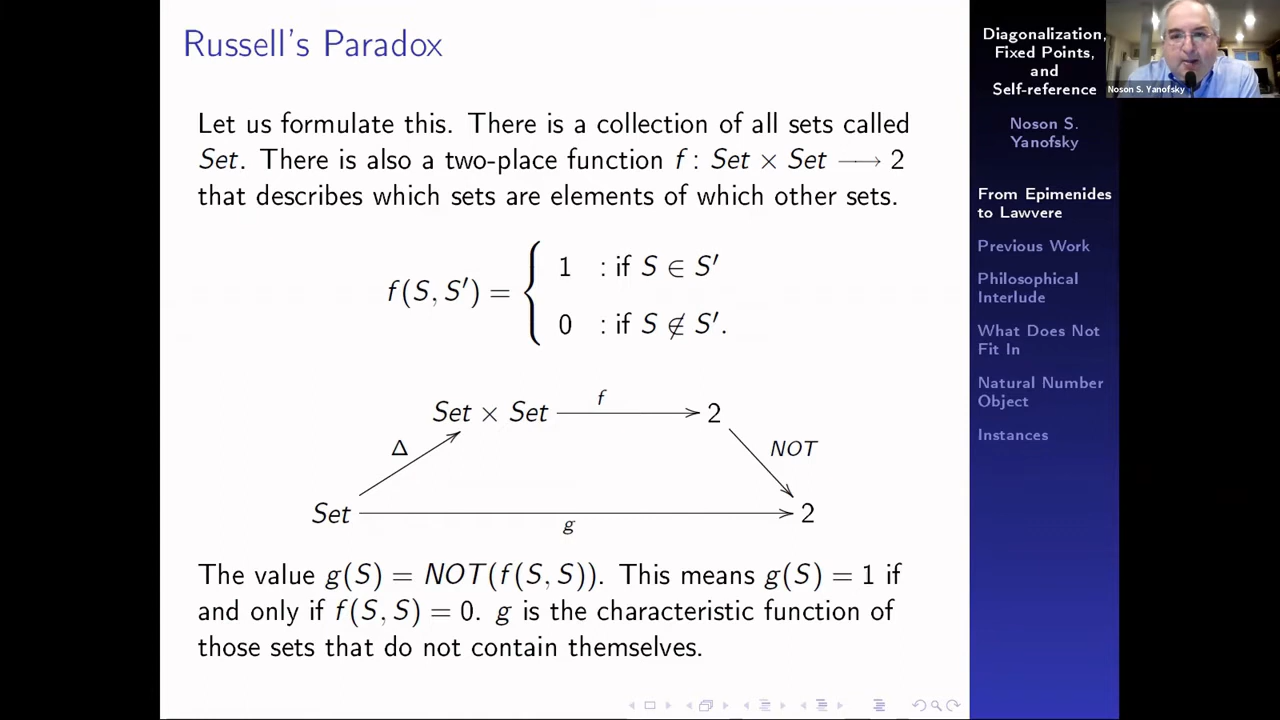 Russell's Paradox
Let us formulate this. There is a collection of all sets called
Set. There is also a two-place function f : Set × Set ⟶ 2
that describes which sets are elements of which other sets.
f(S, S′) = { 1 : if S ∈ S′
0 : if S ∉ S′.
Set × Set f 2
Δ NOT
Set g 2
The value g(S) = NOT(f(S, S)). This means g(S) = 1 if
and only if f(S, S) = 0. g is the characteristic function of
those sets that do not contain themselves.
Diagonalization,
Fixed Points,
and
Self-reference
Noson S.
Yanofsky
From Epimenides
to Lawvere
Previous Work
Philosophical
Interlude
What Does Not
Fit In
Natural Number
Object
Instances
Noson S. Yanofsky